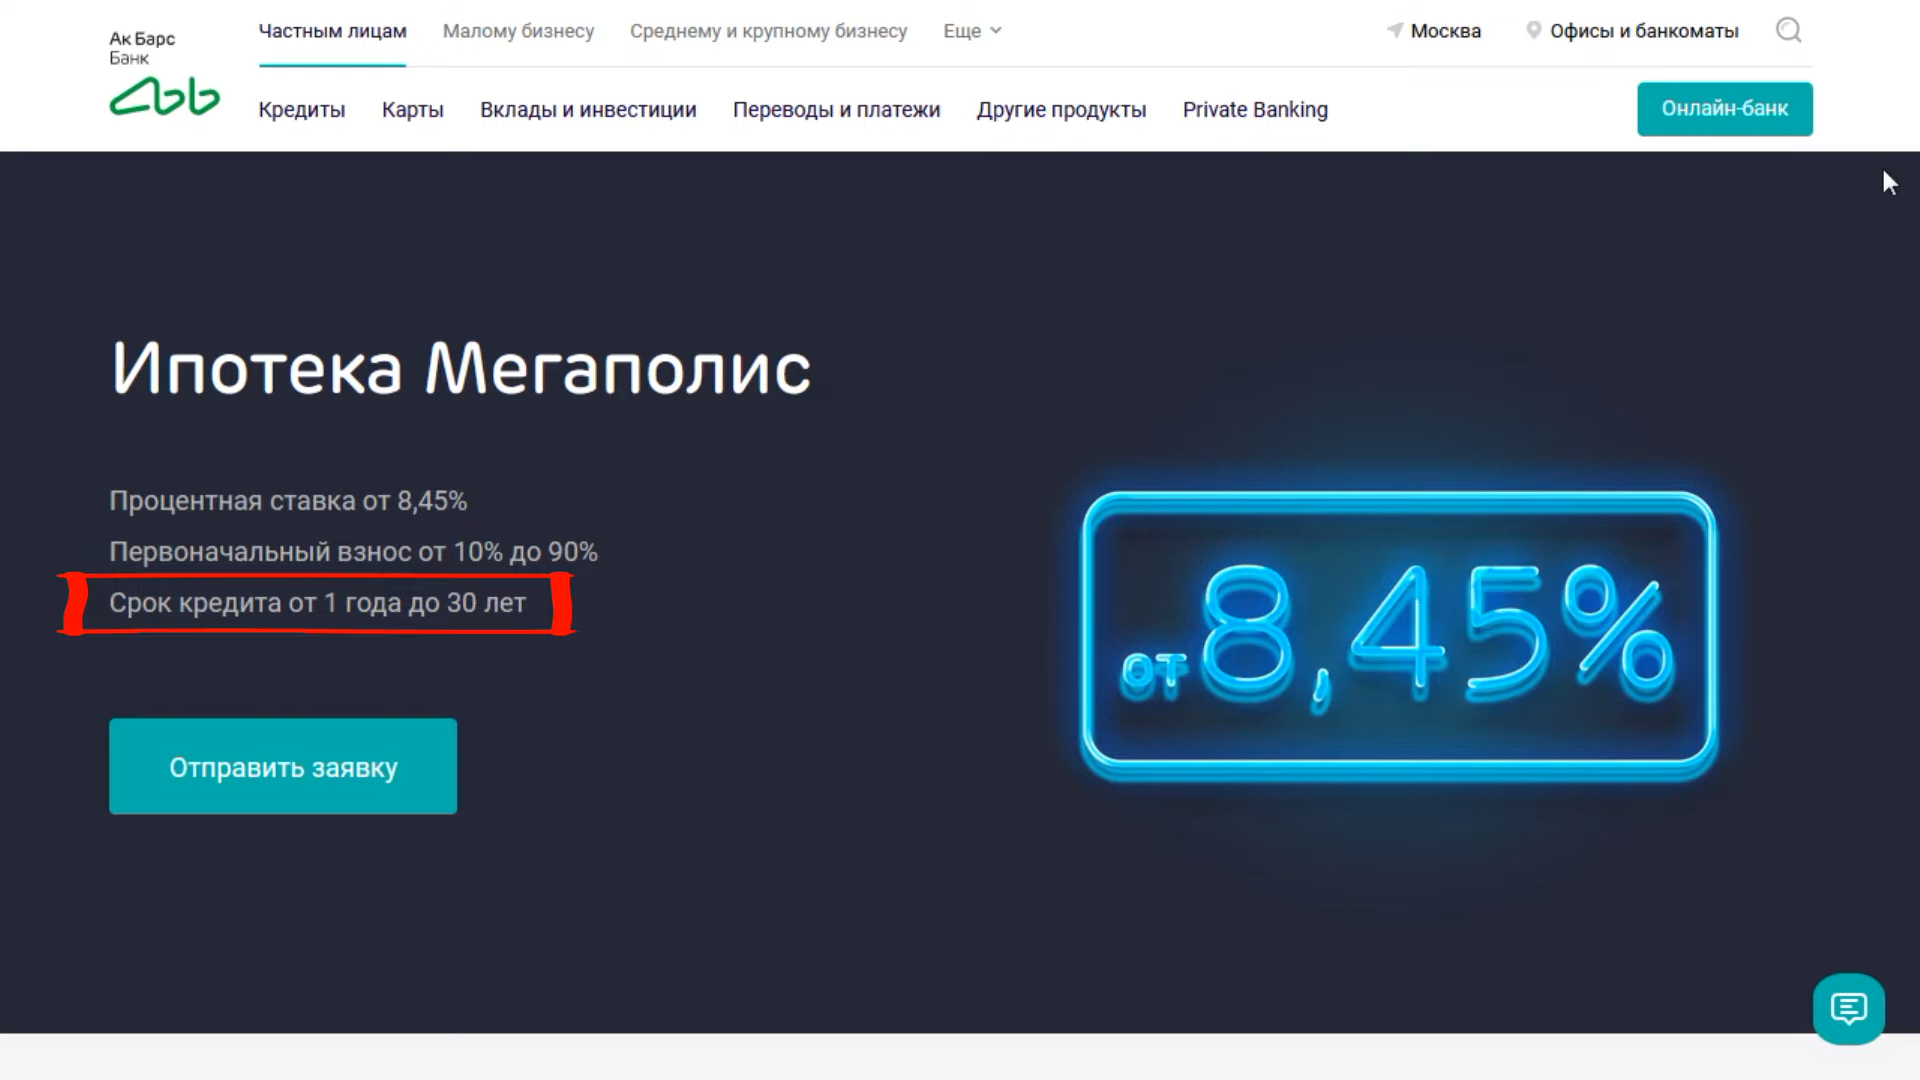 Ак Барс
Банк
Частным лицам
Малому бизнесу
Среднему и крупному бизнесу
Еще
Москва
Офисы и банкоматы
Кредиты
Карты
Вклады и инвестиции
Переводы и платежи
Другие продукты
Private Banking
Онлайн-банк
Ипотека Мегаполис
Процентная ставка от 8,45%
Первоначальный взнос от 10% до 90%
Срок кредита от 1 года до 30 лет
Отправить заявку
от 8,45%